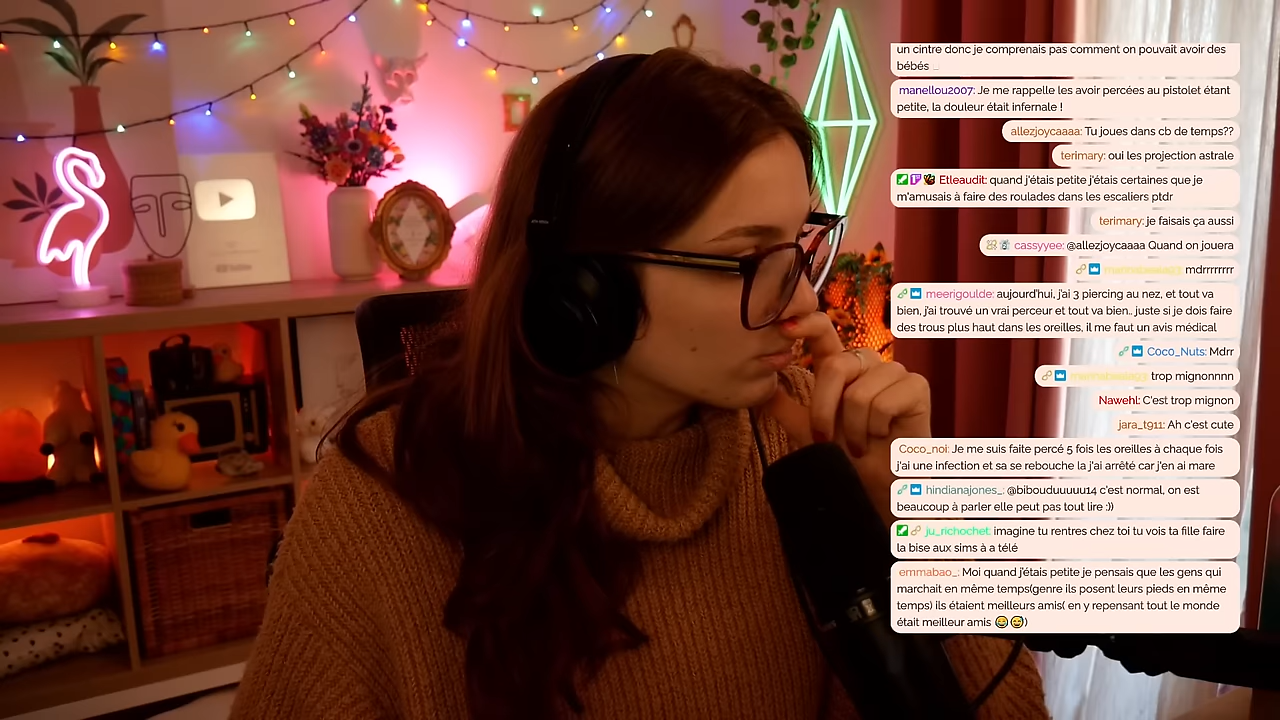 un cintre donc je comprenais pas comment on pouvait avoir des
bébés ...
manellou2007: Je me rappelle les avoir percées au pistolet étant
petite, la douleur était infernale !
allezjoycaaaa: Tu joues dans cb de temps??
terimary: oui les projection astrale
Etleaudit: quand j'étais petite j'étais certaines que je
m'amusais à faire des roulades dans les escaliers ptdr
terimary: je faisais ça aussi
cassyyee: @allezjoycaaaa Quand on jouera
mdrrrrrrr
meerigoulde: aujourd'hui, j'ai 3 piercing au nez, et tout va
bien, j'ai trouvé un vrai perceur et tout va bien.. juste si je dois faire
des trous plus haut dans les oreilles, il me faut un avis médical
C0c0_Nuts: Mdrr
trop mignonnnn
Nawehl: C'est trop mignon
jara_t911: Ah c'est cute
Coco_noi: Je me suis faite percé 5 fois les oreilles à chaque fois
j'ai une infection et sa se rebouche la j'ai arrêté car j'en ai mare
hindianajones_: @bibouduuuuu14 c'est normal, on est
beaucoup à parler elle peut pas tout lire :))
ju_richochet: imagine tu rentres chez toi tu vois ta fille faire
la bise aux sims à a télé
emmabao_: Moi quand j'étais petite je pensais que les gens qui
marchait en même temps(genre ils posent leurs pieds en même
temps) ils étaient meilleurs amis( en y repensant tout le monde
était meilleur amis 😂😅)